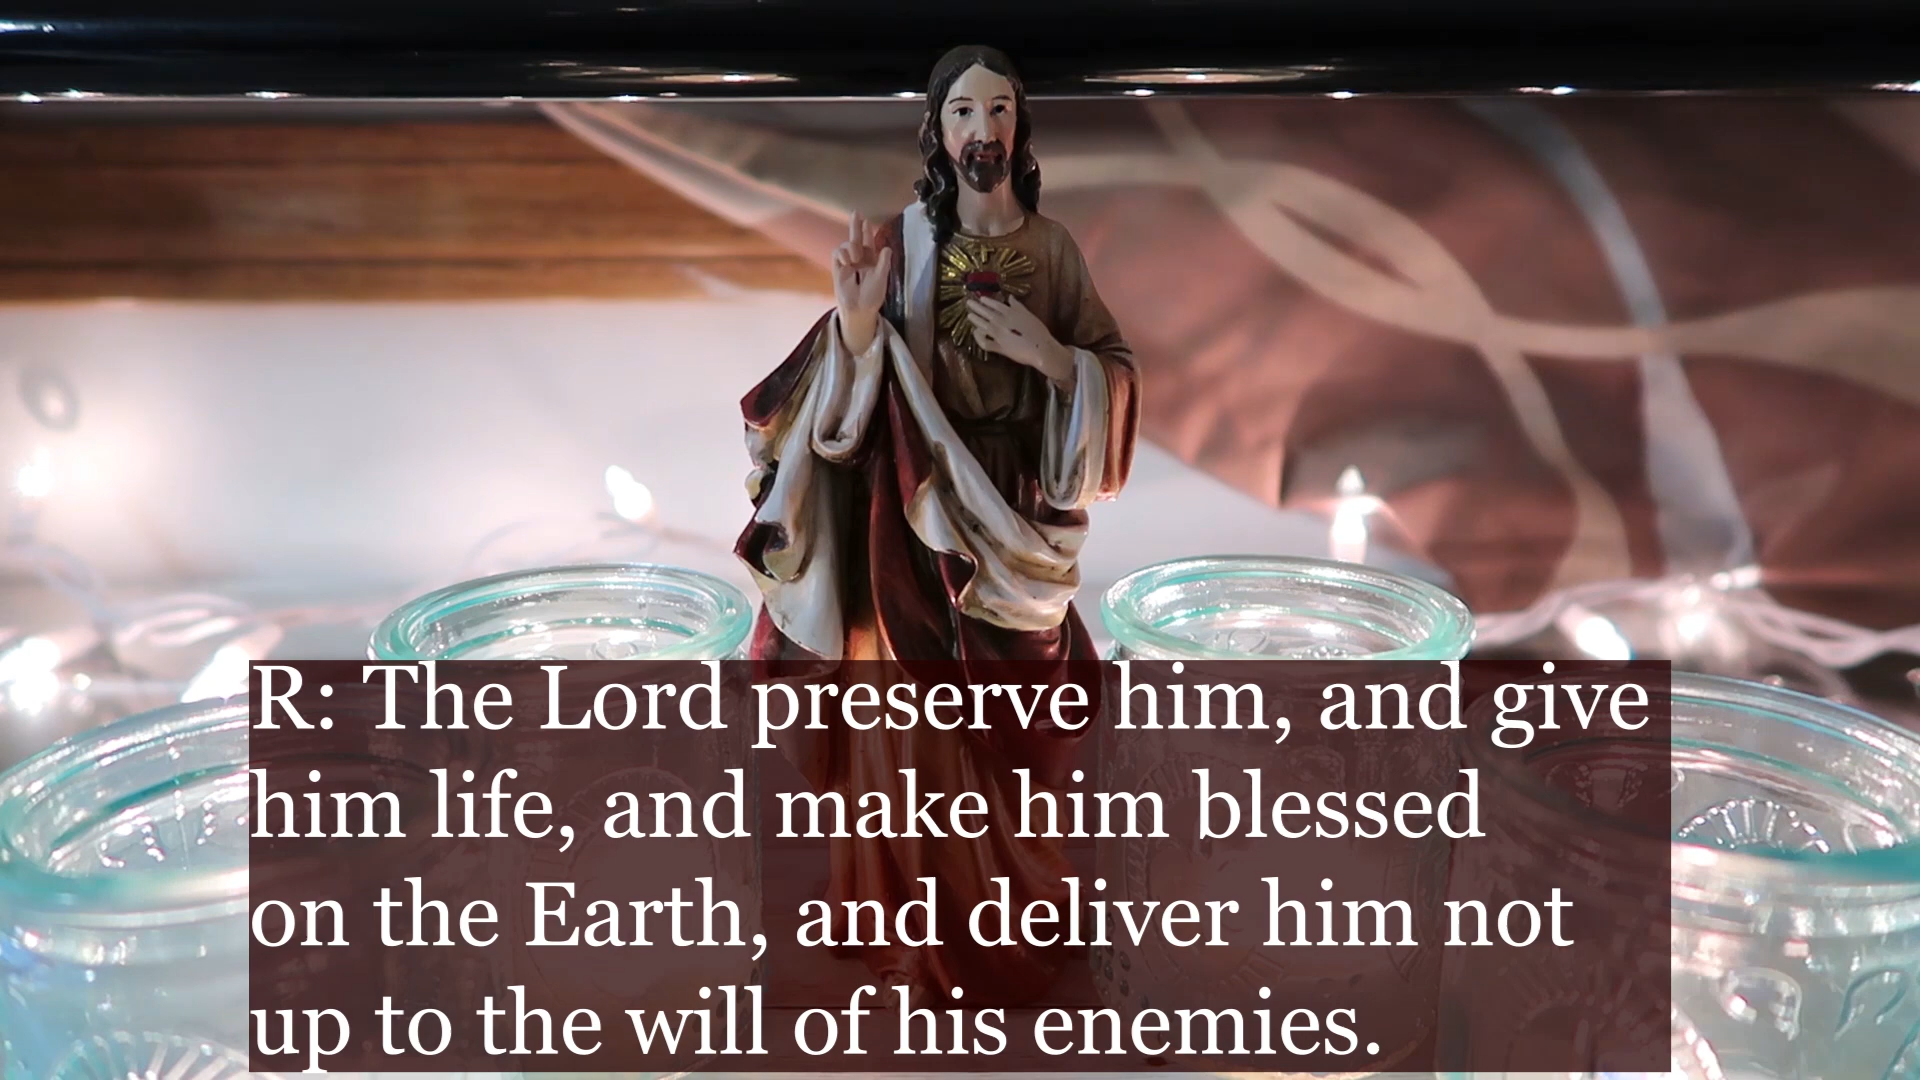 R: The Lord preserve him, and give
him life, and make him blessed
on the Earth, and deliver him not
up to the will of his enemies.